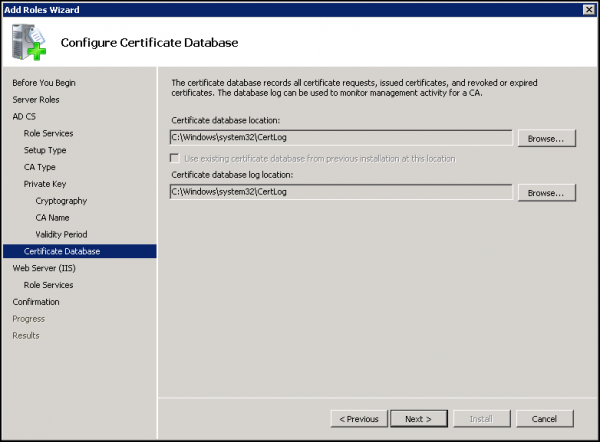 Add Roles Wizard
Configure Certificate Database
Before You Begin
Server Roles
AD CS
Role Services
Setup Type
CA Type
Private Key
Cryptography
CA Name
Validity Period
Certificate Database
Web Server (IIS)
Role Services
Confirmation
Progress
Results
The certificate database records all certificate requests, issued certificates, and revoked or expired
certificates. The database log can be used to monitor management activity for a CA.
Certificate database location:
C:\Windows\system32\CertLog
Browse...
Use existing certificate database from previous installation at this location
Certificate database log location:
C:\Windows\system32\CertLog
Browse...
< Previous
Next >
Install
Cancel